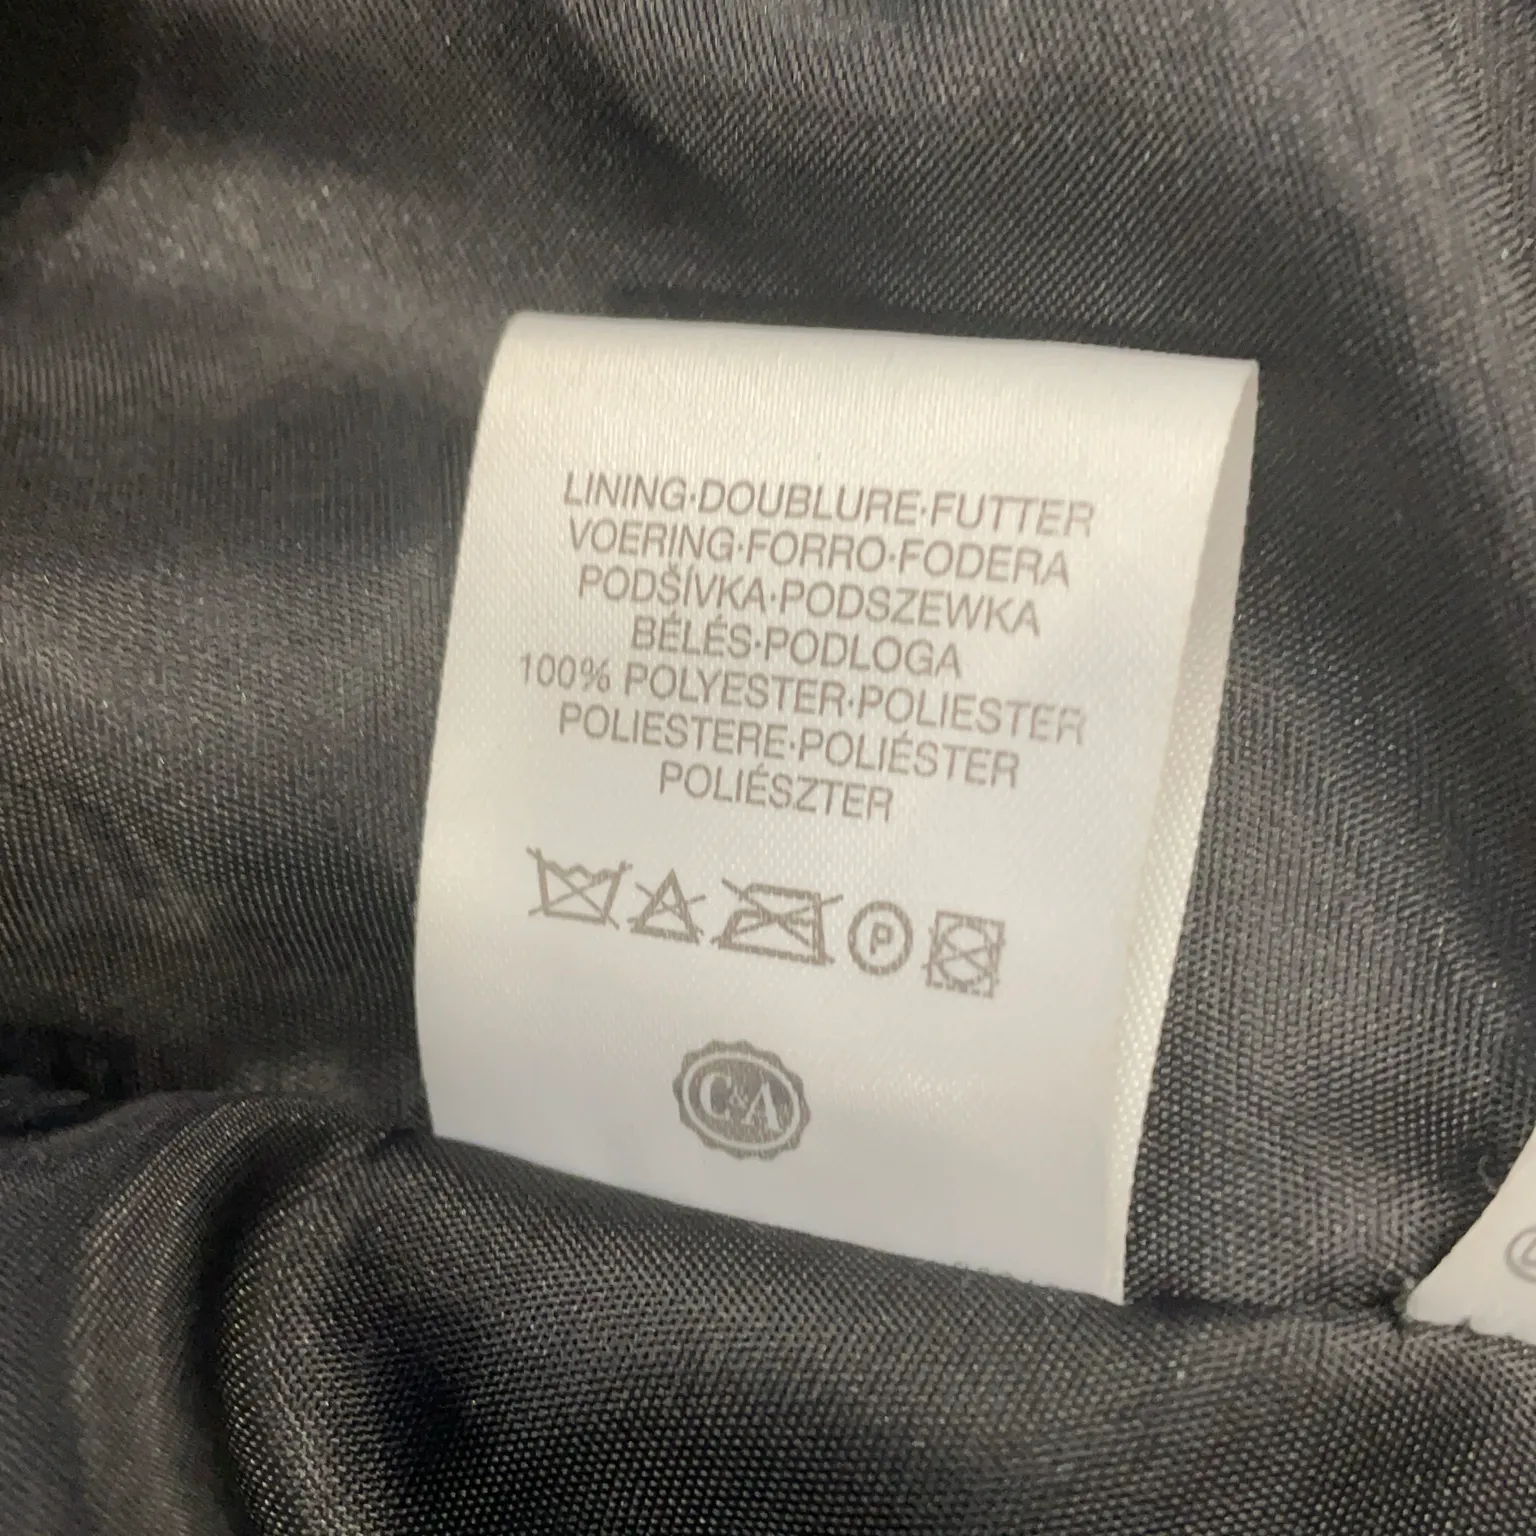 LINING·DOUBLURE·FUTTER
VOERING·FORRO·FODERA
PODŠÍVKA·PODSZEWKA
BÉLÉS·PODLOGA
100% POLYESTER·POLIESTER
POLIESTERE·POLIÉSTER
POLIÉSZTER
P
C&A